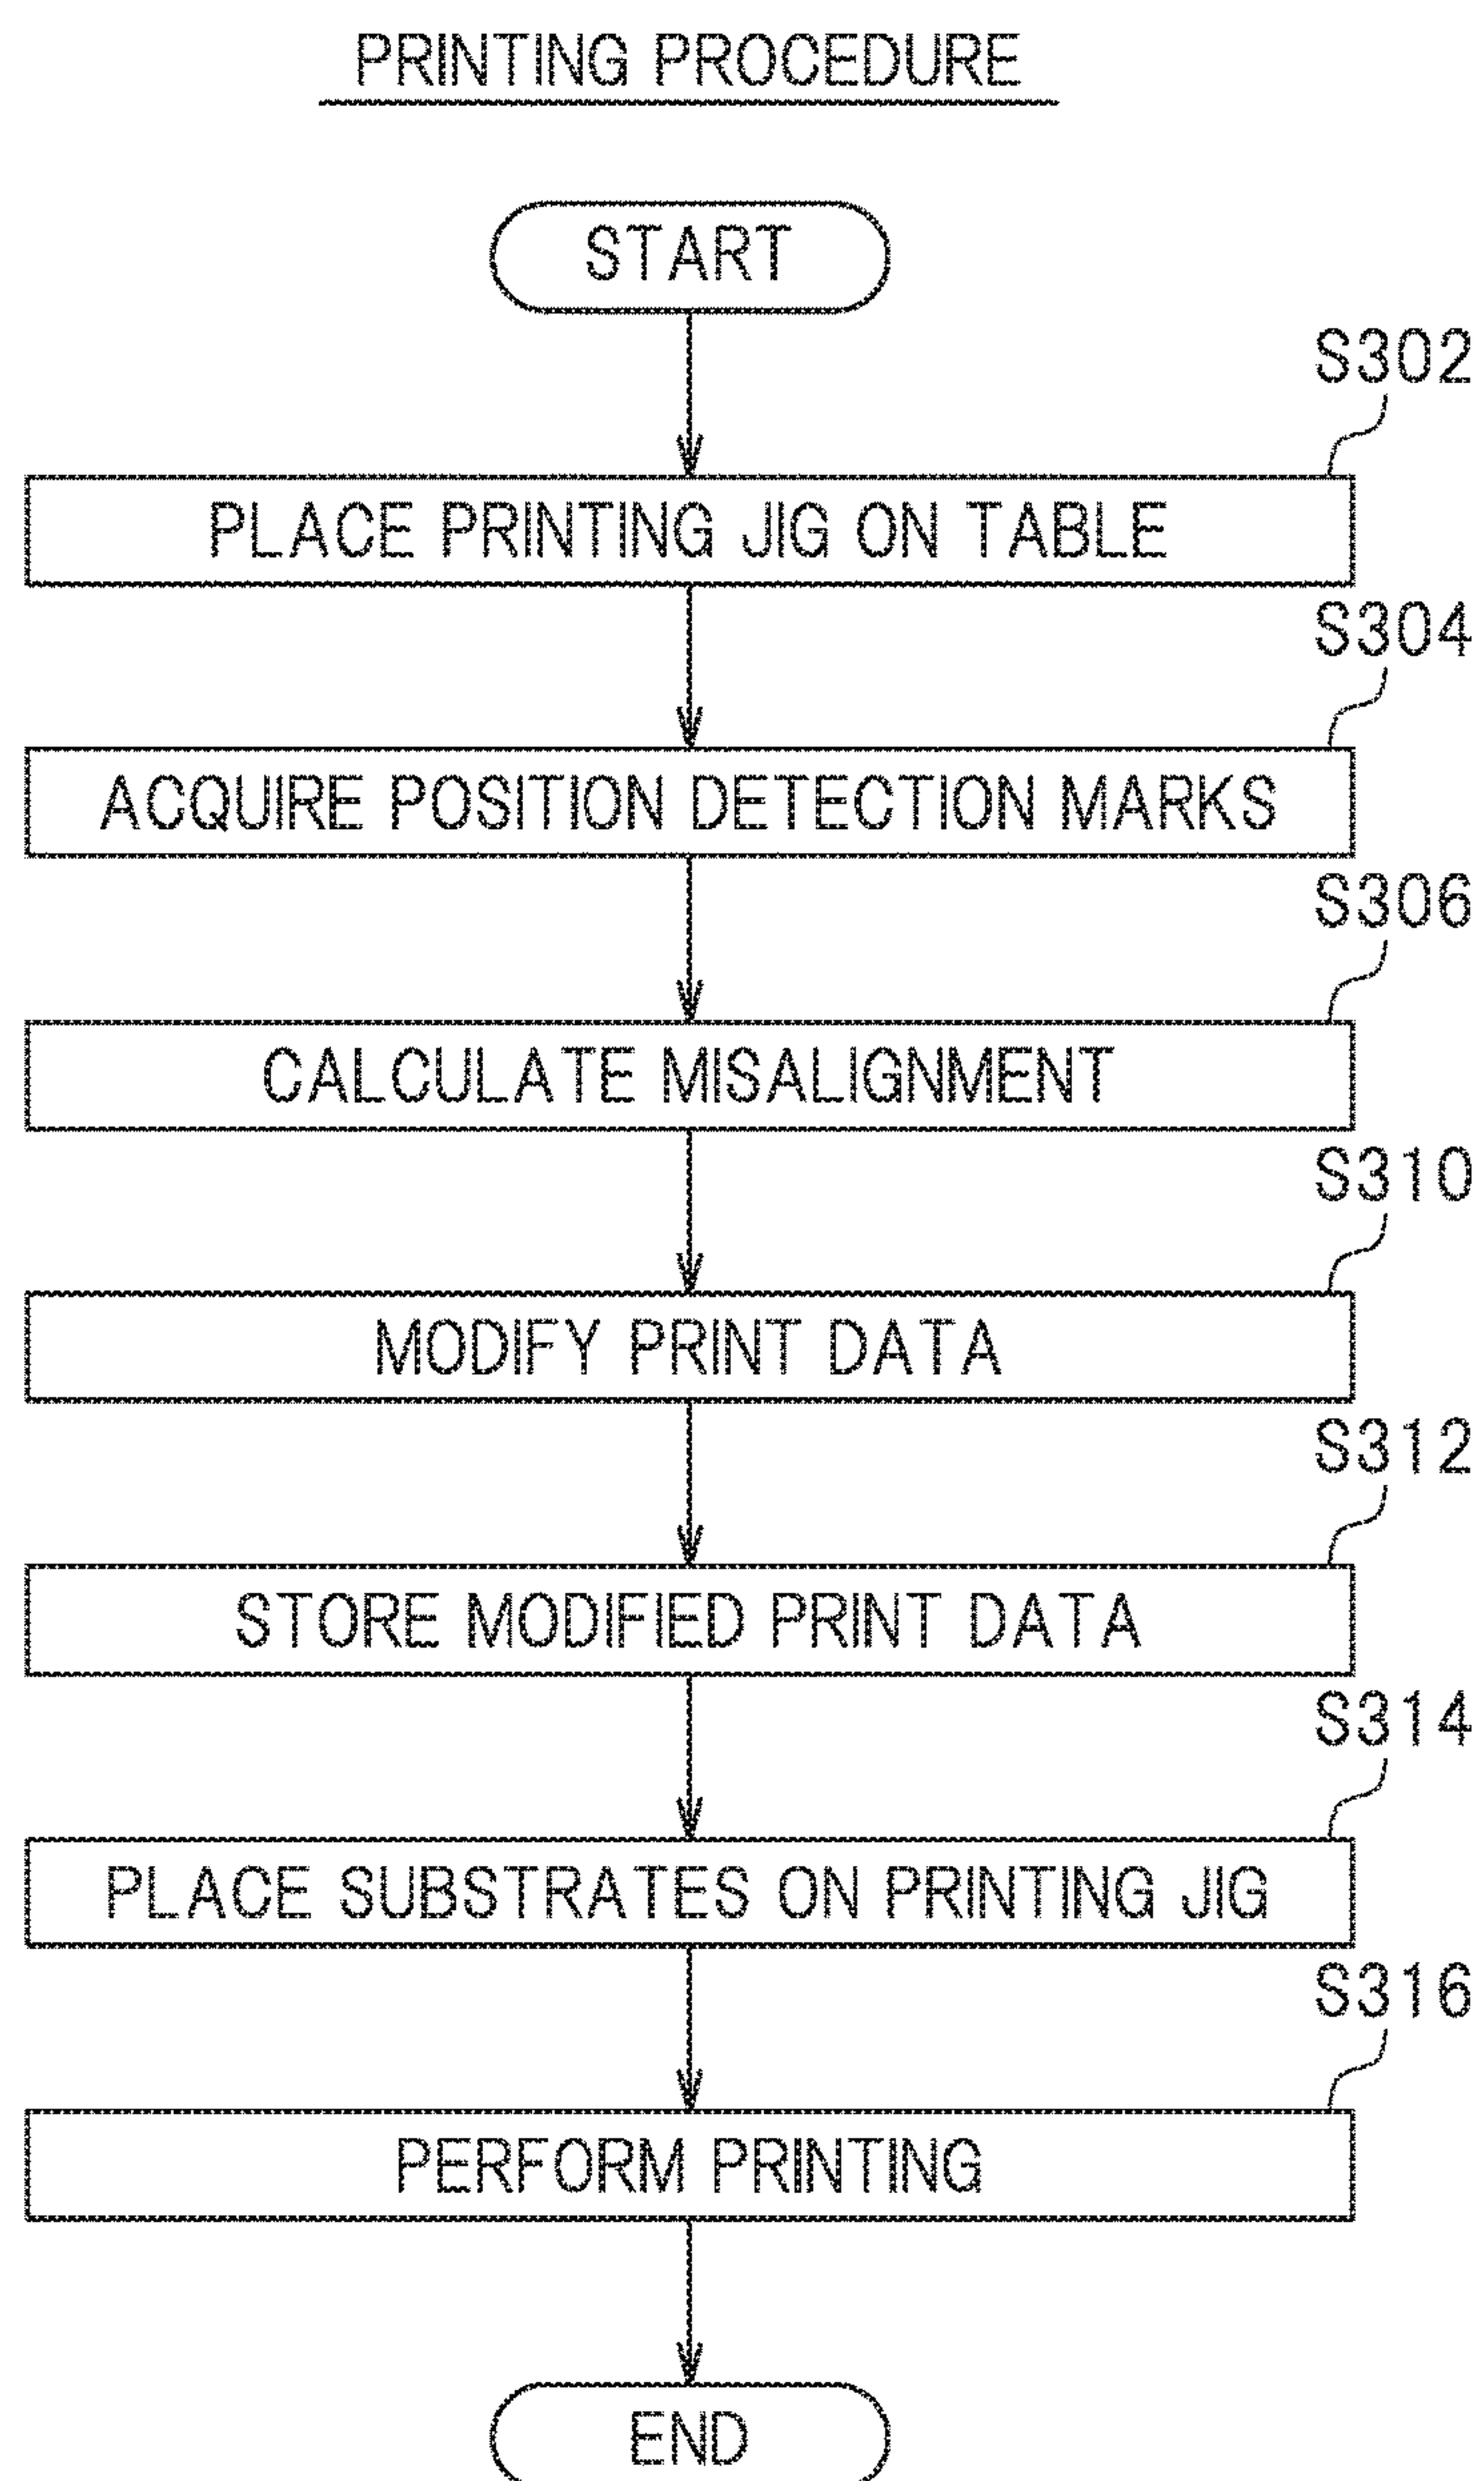 PRINTING PROCEDURE
START
S302
PLACE PRINTING JIG ON TABLE
S304
ACQUIRE POSITION DETECTION MARKS
S306
CALCULATE MISALIGNMENT
S310
MODIFY PRINT DATA
S312
STORE MODIFIED PRINT DATA
S314
PLACE SUBSTRATES ON PRINTING JIG
S316
PERFORM PRINTING
END